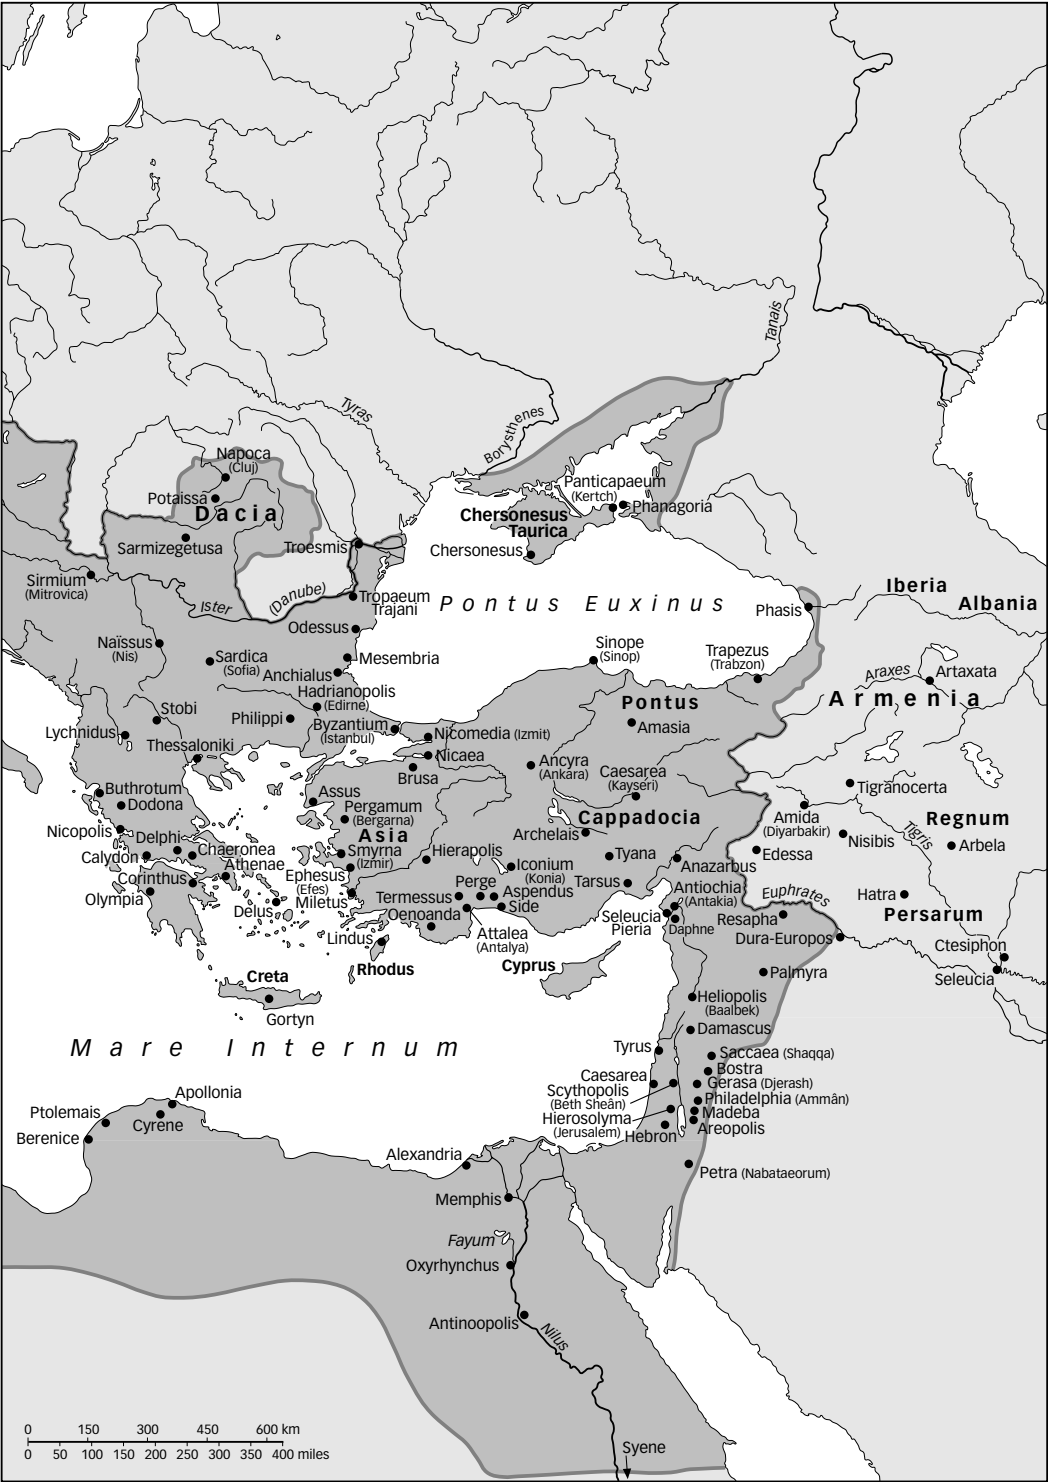 Tanais
Tyras
Borysthenes
Napoca
(Cluj)
Potaissa
Dacia
Sarmizegetusa
Panticapaeum
(Kertch)
Phanagoria
Chersonesus
Taurica
Chersonesus
Troesmis
Sirmium
(Mitrovica)
Ister
(Danube)
Tropaeum
Trajani
Pontus Euxinus
Iberia
Albania
Phasis
Odessus
Naïssus
(Nis)
Sardica
(Sofia)
Mesembria
Anchialus
Sinope
(Sinop)
Trapezus
(Trabzon)
Araxes
Artaxata
Armenia
Hadrianopolis
(Edirne)
Stobi
Philippi
Pontus
Amasia
Lychnidus
Byzantium
(Istanbul)
Nicomedia (Izmit)
Thessaloniki
Nicaea
Brusa
Ancyra
(Ankara)
Caesarea
(Kayseri)
Tigranocerta
Buthrotum
Dodona
Assus
Pergamum
(Bergarna)
Cappadocia
Amida
(Diyarbakir)
Regnum
Nicopolis
Asia
Archelais
Tigris
Nisibis
Arbela
Delphi
Chaeronea
Calydon
Athenae
Smyrna
(Izmir)
Hierapolis
Tyana
Edessa
Iconium
(Konia)
Anazarbus
Corinthus
Ephesus
(Efes)
Perge
Tarsus
Antiochia
(Antakia)
Euphrates
Hatra
Olympia
Miletus
Termessus
Aspendus
Delus
Oenoanda
Side
Seleucia
Pieria
Daphne
Resapha
Persarum
Lindus
Attalea
(Antalya)
Dura-Europos
Ctesiphon
Seleucia
Creta
Rhodus
Cyprus
Palmyra
Gortyn
Heliopolis
(Baalbek)
Damascus
Mare Internum
Tyrus
Saccaea (Shaqqa)
Bostra
Caesarea
Gerasa (Djerash)
Scythopolis
(Beth Sheân)
Philadelphia (Ammân)
Hierosolyma
(Jerusalem)
Madeba
Areopolis
Hebron
Apollonia
Ptolemais
Cyrene
Berenice
Alexandria
Petra (Nabataeorum)
Memphis
Fayum
Oxyrhynchus
Antinoopolis
Nilus
Syene
0 150 300 450 600 km
0 50 100 150 200 250 300 350 400 miles